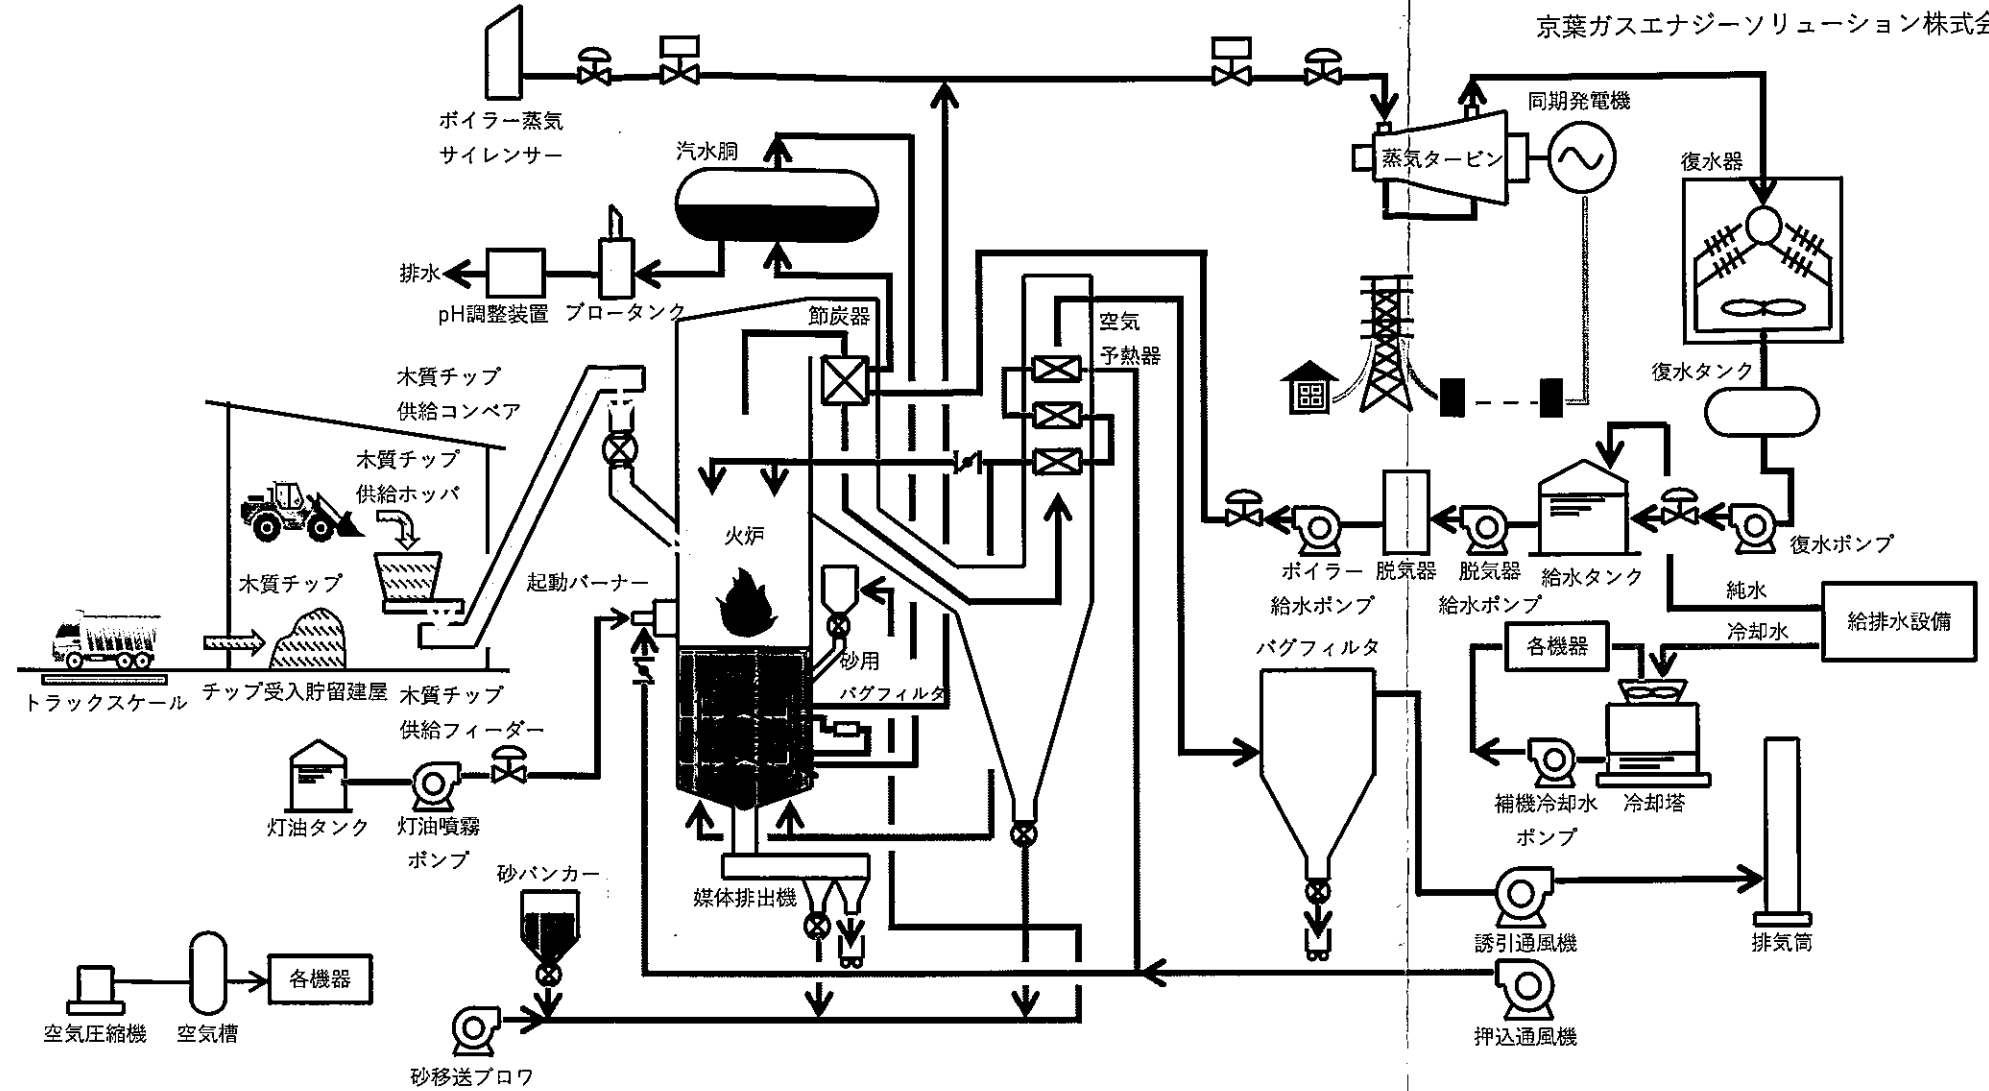 京葉ガスエナジーソリューション株式会
ボイラー蒸気
サイレンサー
汽水胴
同期発電機
蒸気タービン
復水器
排水
pH調整装置
ブロータンク
節炭器
空気
予熱器
木質チップ
供給コンベア
復水タンク
木質チップ
供給ホッパ
火炉
木質チップ
起動バーナー
ボイラー
給水ポンプ
脱気器
脱気器
給水ポンプ
給水タンク
復水ポンプ
純水
冷却水
給排水設備
各機器
砂用
バグフィルタ
バグフィルタ
トラックスケール
チップ受入貯留建屋
木質チップ
供給フィーダー
灯油タンク
灯油噴霧
ポンプ
補機冷却水
ポンプ
冷却塔
砂バンカー
媒体排出機
誘引通風機
排気筒
各機器
空気圧縮機
空気槽
押込通風機
砂移送ブロワ